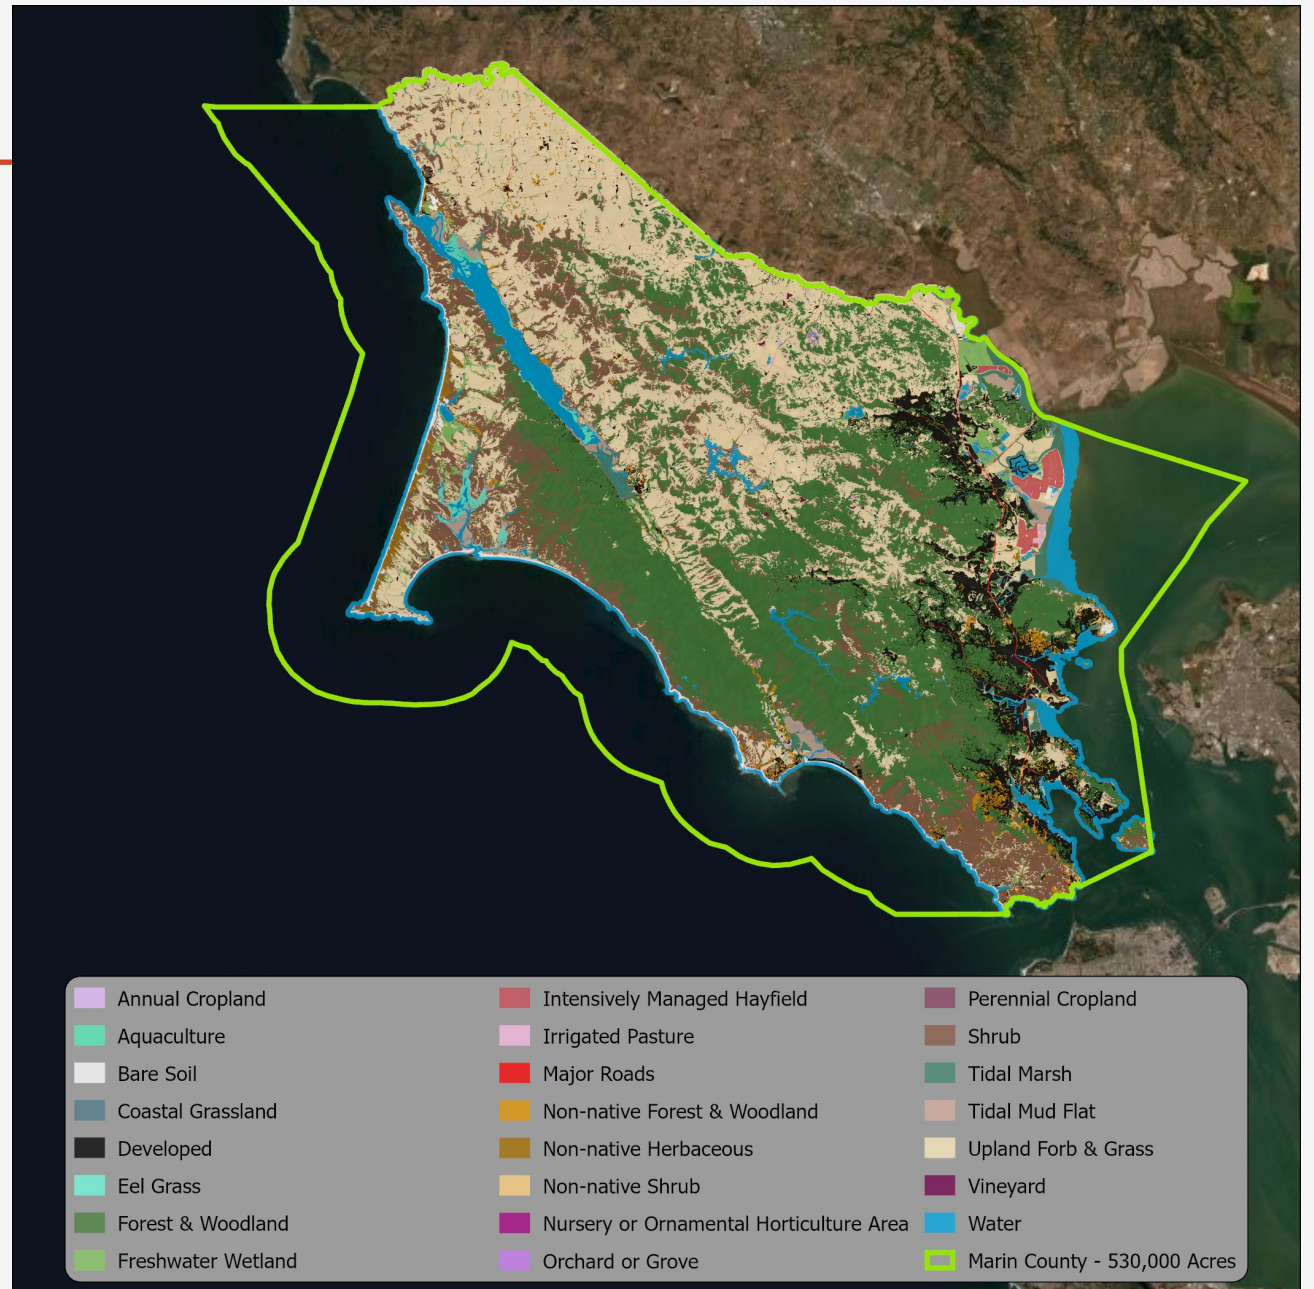 Annual Cropland
Aquaculture
Bare Soil
Coastal Grassland
Developed
Eel Grass
Forest & Woodland
Freshwater Wetland
Intensively Managed Hayfield
Irrigated Pasture
Major Roads
Non-native Forest & Woodland
Non-native Herbaceous
Non-native Shrub
Nursery or Ornamental Horticulture Area
Orchard or Grove
Perennial Cropland
Shrub
Tidal Marsh
Tidal Mud Flat
Upland Forb & Grass
Vineyard
Water
Marin County - 530,000 Acres